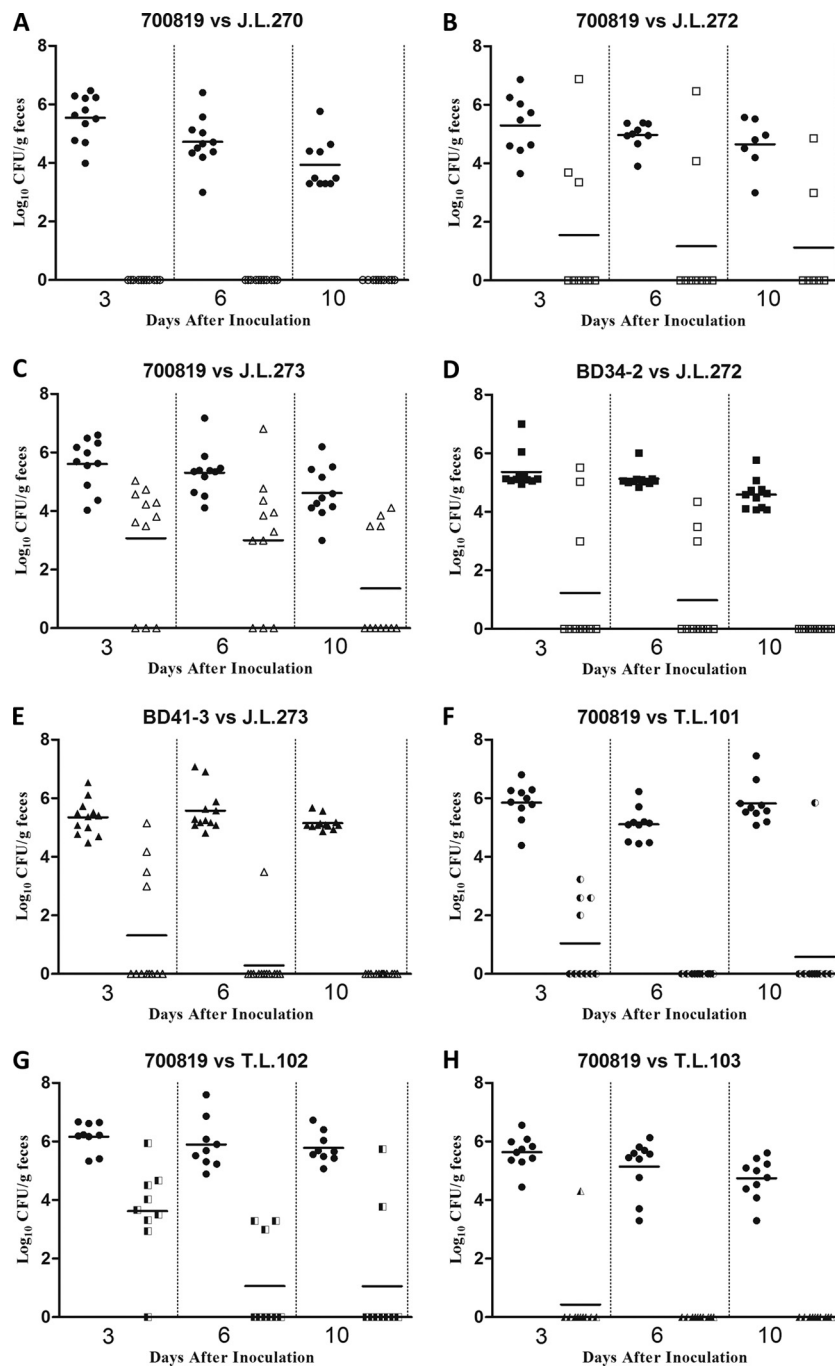 A
700819 vs J.L.270
Log10 CFU/g feces
8
6
4
2
0
3 6 10
Days After Inoculation
B
700819 vs J.L.272
Log10 CFU/g feces
8
6
4
2
0
3 6 10
Days After Inoculation
C
700819 vs J.L.273
Log10 CFU/g feces
8
6
4
2
0
3 6 10
Days After Inoculation
D
BD34-2 vs J.L.272
Log10 CFU/g feces
8
6
4
2
0
3 6 10
Days After Inoculation
E
BD41-3 vs J.L.273
Log10 CFU/g feces
8
6
4
2
0
3 6 10
Days After Inoculation
F
700819 vs T.L.101
Log10 CFU/g feces
8
6
4
2
0
3 6 10
Days After Inoculation
G
700819 vs T.L.102
Log10 CFU/g feces
8
6
4
2
0
3 6 10
Days After Inoculation
H
700819 vs T.L.103
Log10 CFU/g feces
8
6
4
2
0
3 6 10
Days After Inoculation